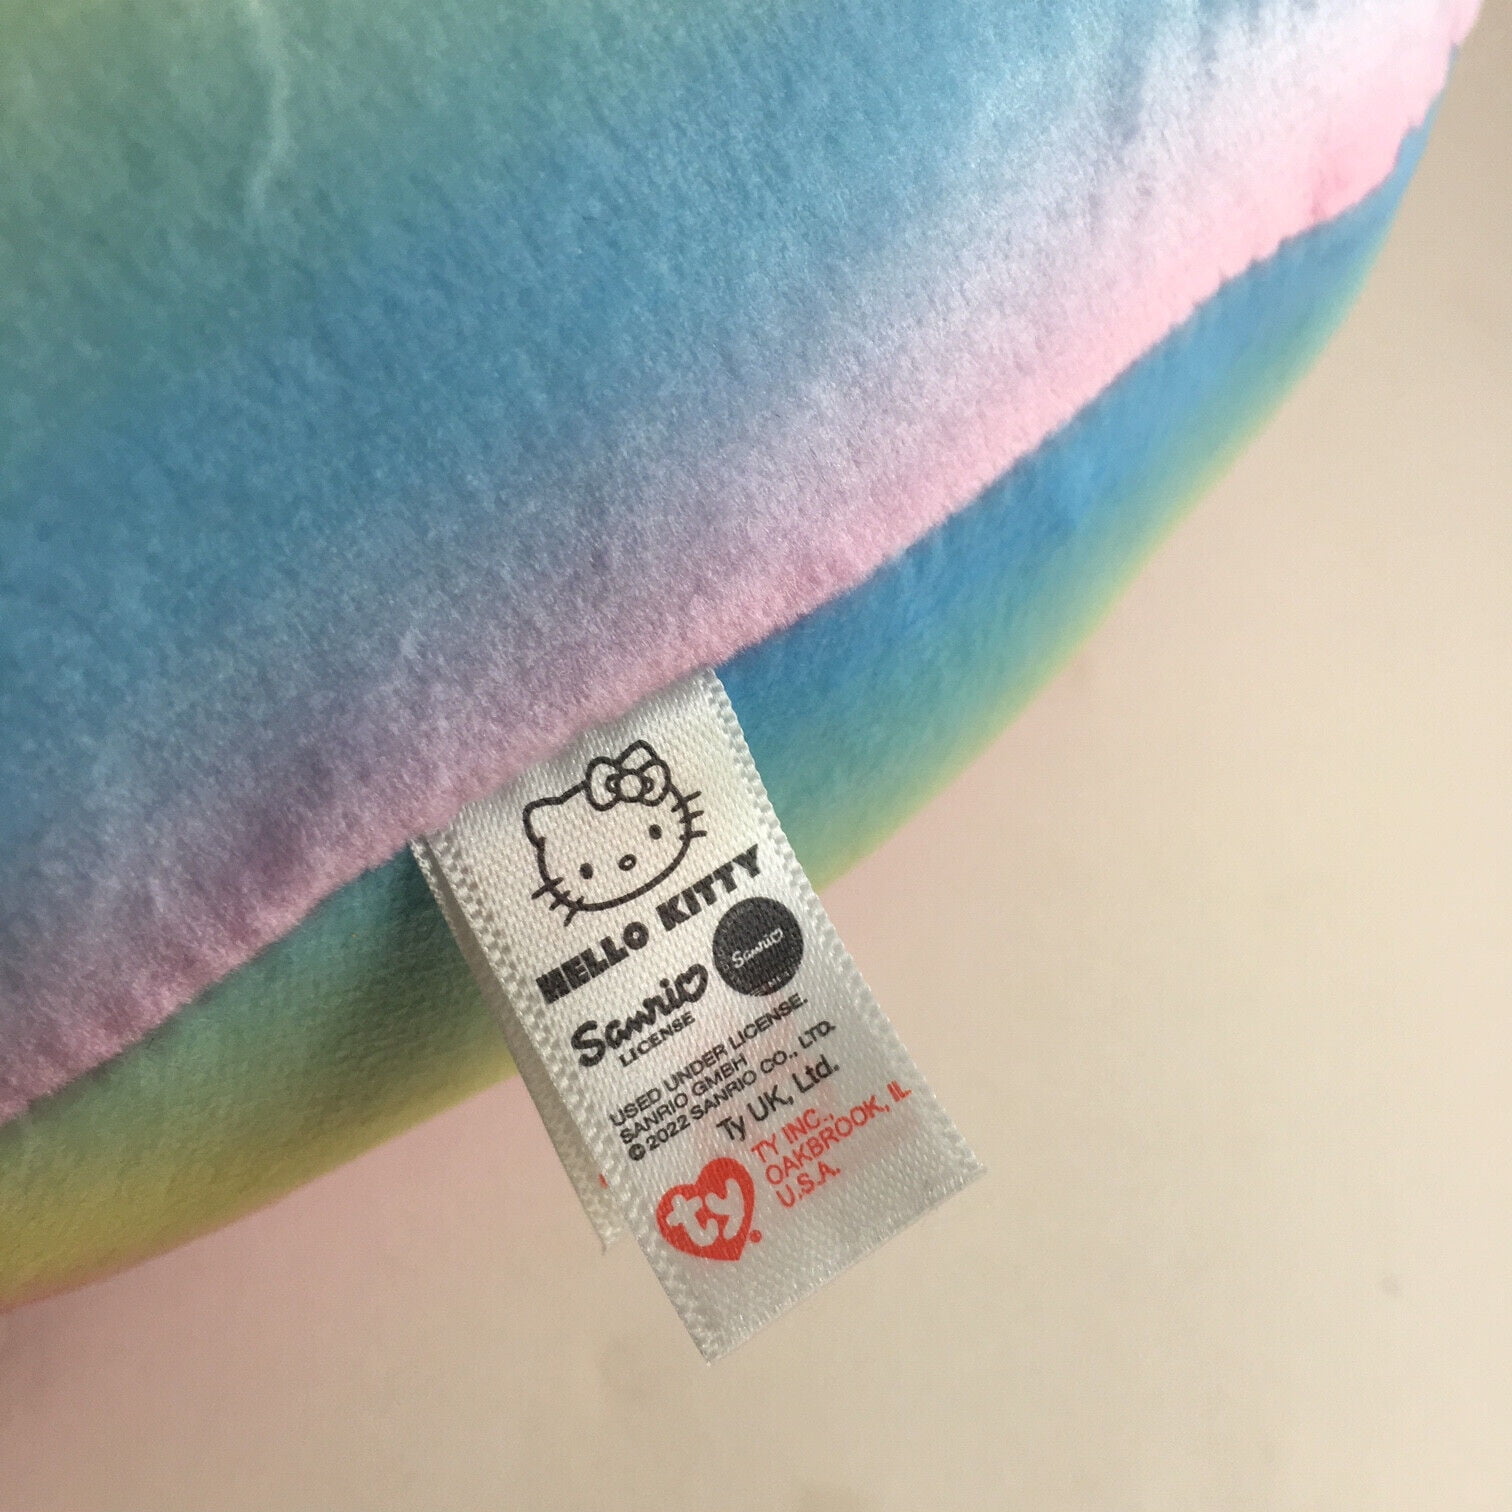 HELLO KITTY
Sanrio
LICENSE
Sanrio
USED UNDER LICENSE.
SANRIO GMBH
© 2022 SANRIO CO., LTD.
Ty UK, Ltd.
ty®
TY INC.,
OAKBROOK, IL
U.S.A.